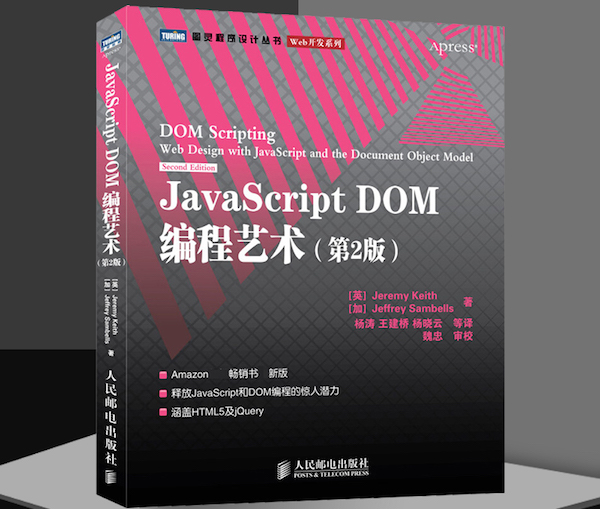 TURING
图灵教育
图灵程序设计丛书
Web开发系列
Apress®
DOM Scripting
Web Design with JavaScript and the Document Object Model
Second Edition
JavaScript DOM
编程艺术(第2版)
[英] Jeremy Keith
[加] Jeffrey Sambells
著
杨涛 王建桥 杨晓云 等译
魏忠 审校
Amazon 畅销书 新版
释放JavaScript和DOM编程的惊人潜力
涵盖HTML5及jQuery
人民邮电出版社
POSTS & TELECOM PRESS
TURING
Apress
JavaScript DOM 编程艺术
(第2版)
[英] Jeremy Keith
[加] Jeffrey Sambells
著
人民邮电出版社